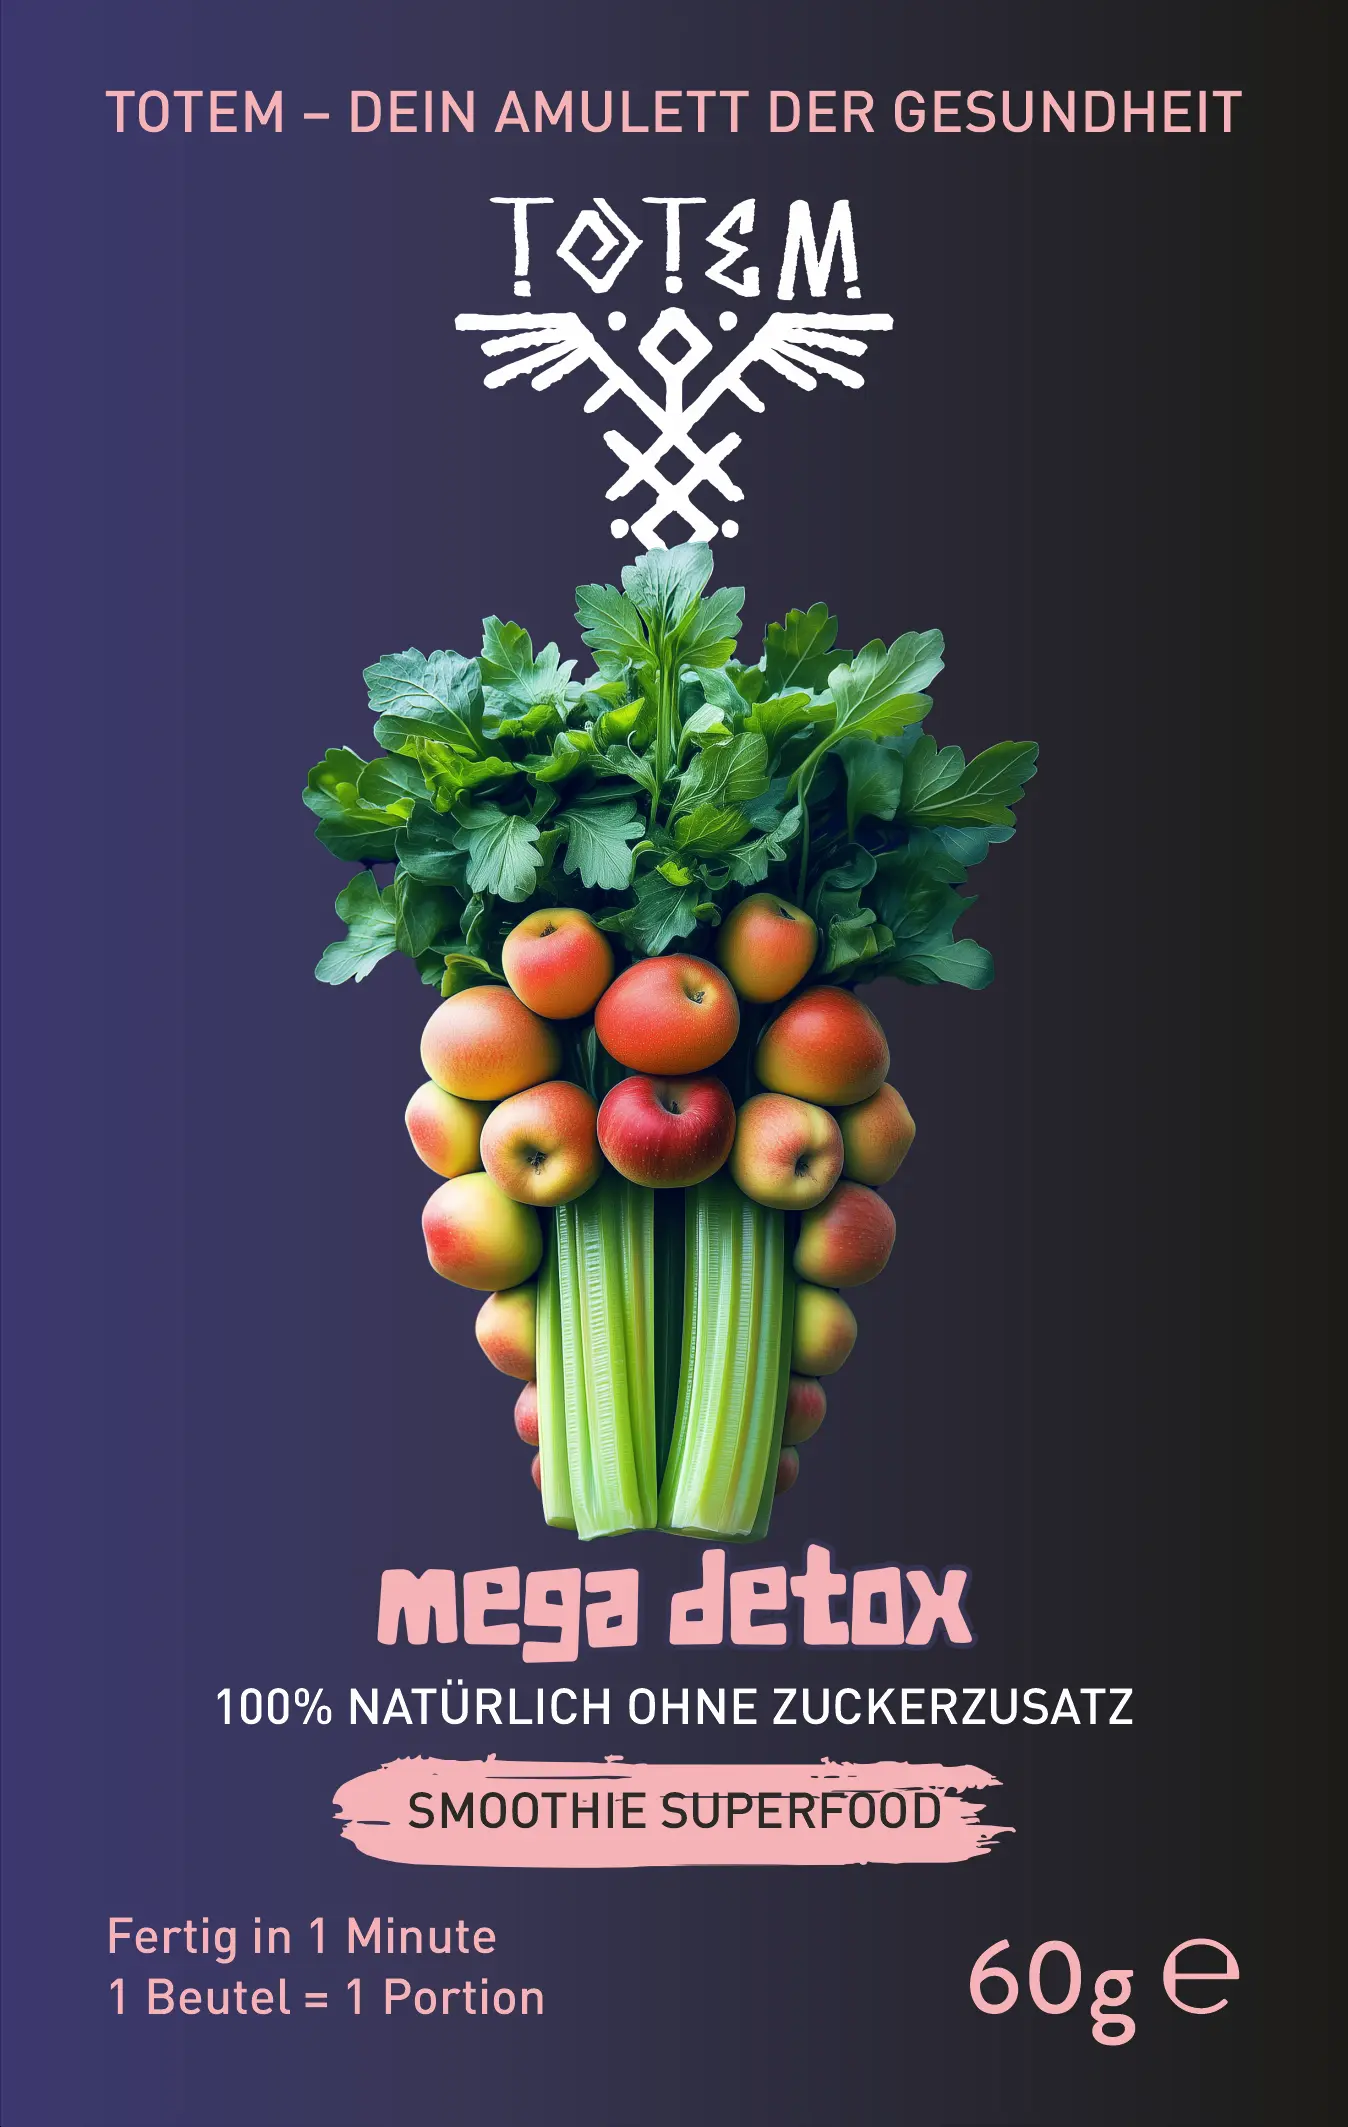 TOTEM – DEIN AMULETT DER GESUNDHEIT
TOTEM
mega detox
100% NATÜRLICH OHNE ZUCKERZUSATZ
SMOOTHIE SUPERFOOD
Fertig in 1 Minute
1 Beutel = 1 Portion
60g ℮